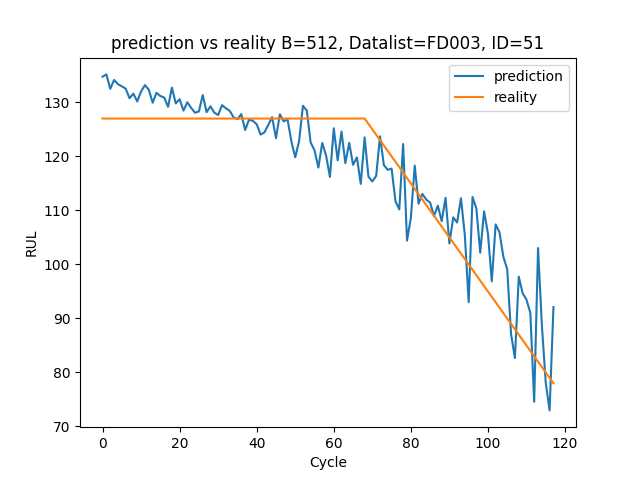 prediction vs reality B=512, Datalist=FD003, ID=51
prediction
reality
RUL
130
120
110
100
90
80
70
0 20 40 60 80 100 120
Cycle